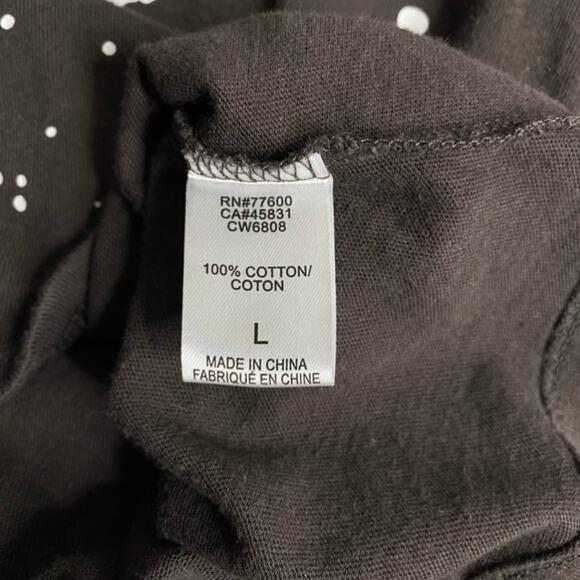 RN#77600
CA#45831
CW6808
100% COTTON/
COTON
L
MADE IN CHINA
FABRIQUÉ EN CHINE